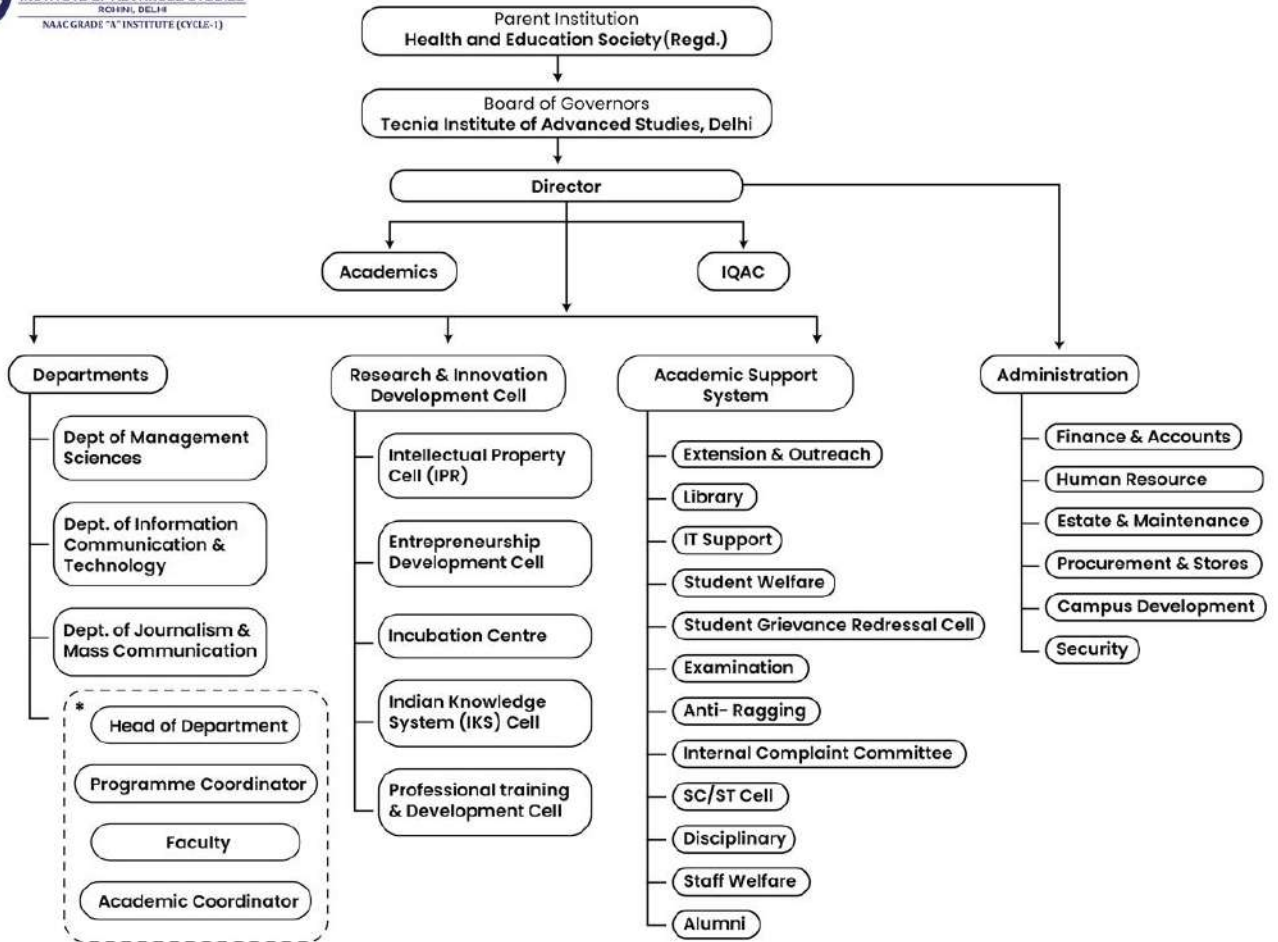 ROHINI, DELHI
NAAC GRADE "A" INSTITUTE (CYCLE-1)
Parent Institution
Health and Education Society(Regd.)
Board of Governors
Tecnia Institute of Advanced Studies, Delhi
Director
Academics
IQAC
Departments
Dept of Management
Sciences
Dept. of Information
Communication &
Technology
Dept. of Journalism &
Mass Communication
*
Head of Department
Programme Coordinator
Faculty
Academic Coordinator
Research & Innovation
Development Cell
Intellectual Property
Cell (IPR)
Entrepreneurship
Development Cell
Incubation Centre
Indian Knowledge
System (IKS) Cell
Professional training
& Development Cell
Academic Support
System
Extension & Outreach
Library
IT Support
Student Welfare
Student Grievance Redressal Cell
Examination
Anti- Ragging
Internal Complaint Committee
SC/ST Cell
Disciplinary
Staff Welfare
Alumni
Administration
Finance & Accounts
Human Resource
Estate & Maintenance
Procurement & Stores
Campus Development
Security